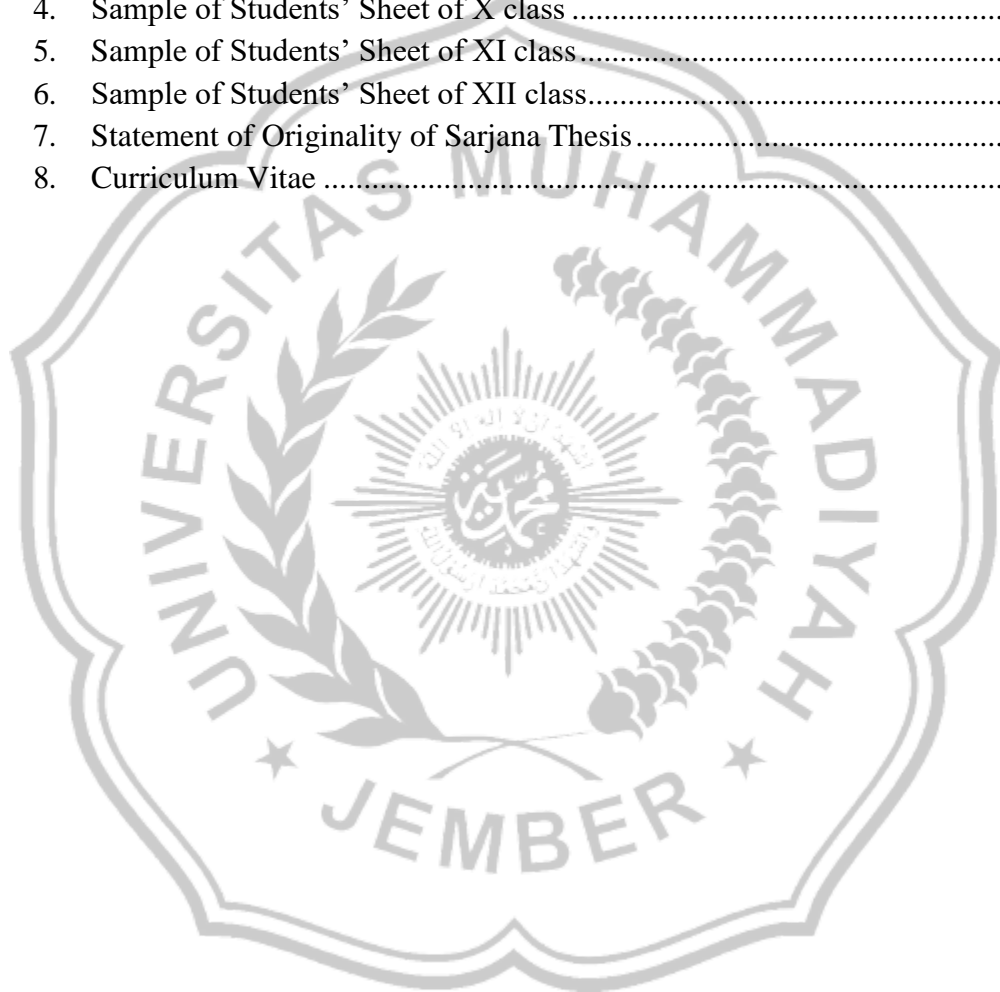 4. Sample of Students’ Sheet of X class ...................................................
5. Sample of Students’ Sheet of XI class ...................................................
6. Sample of Students’ Sheet of XII class ..................................................
7. Statement of Originality of Sarjana Thesis .............................................
8. Curriculum Vitae ...................................................................................
UNIVERSITAS MUHAMMADIYAH
JEMBER